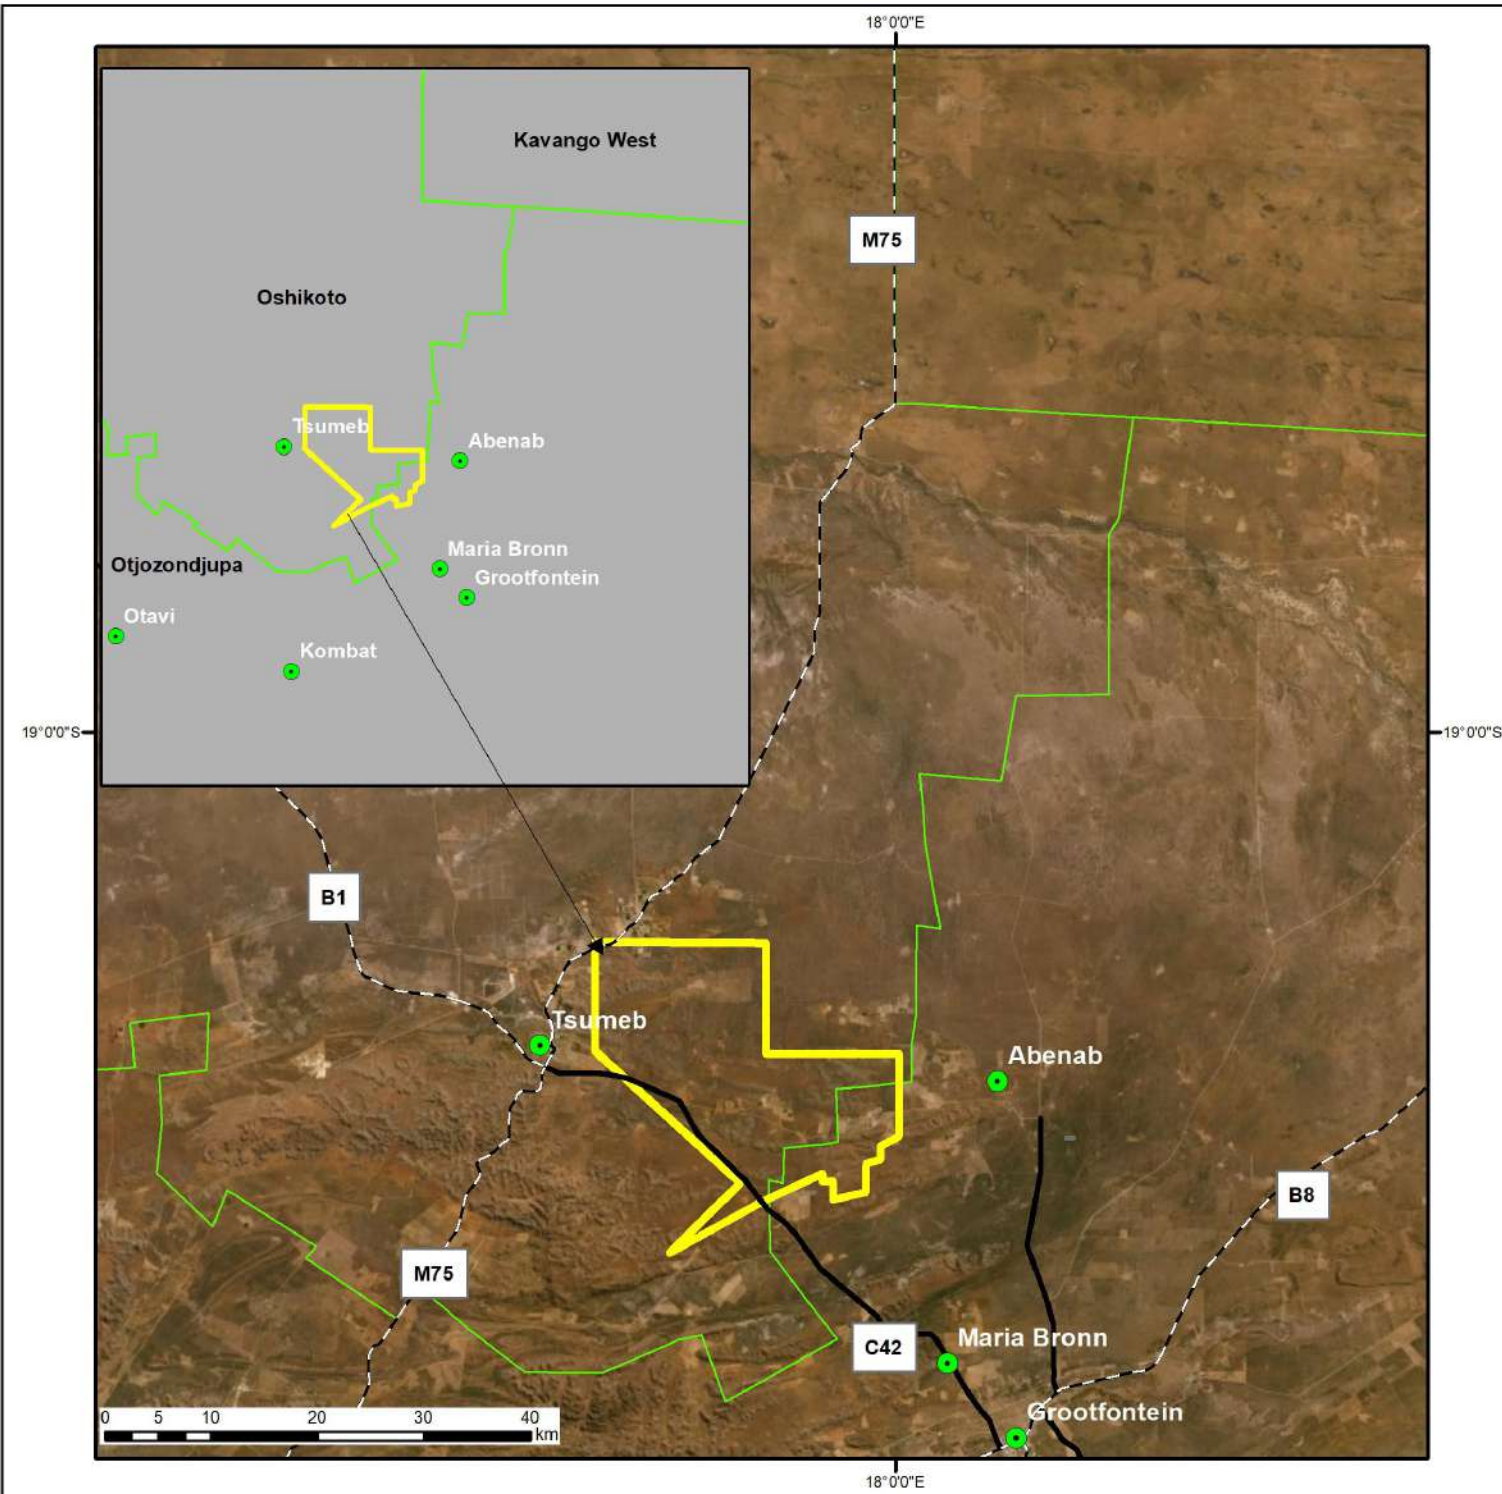 18°0'0"E
Kavango West
M75
Oshikoto
Tsumeb
Abenab
Maria Bronn
Grootfontein
Otjozondjupa
Otavi
Kombat
19°0'0"S
19°0'0"S
B1
Tsumeb
Abenab
B8
M75
C42
Maria Bronn
Grootfontein
0 5 10 20 30 40
km
18°0'0"E